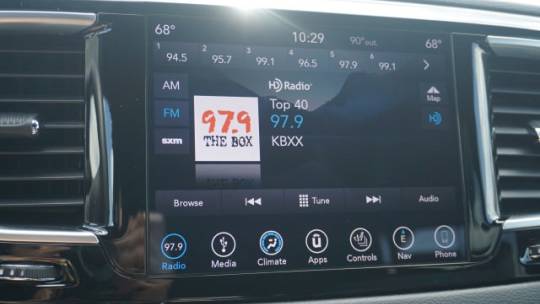 68° 10:29 90° out. 68°
1 2 3 4 5 6
94.5 95.7 99.1 96.5 97.9 99.1
AM HD Radio
Top 40
FM 97.9 97.9 Map
THE BOX KBXX HD
sxm
Browse Tune Audio
97.9 E
Radio Media Climate Apps Controls Nav Phone